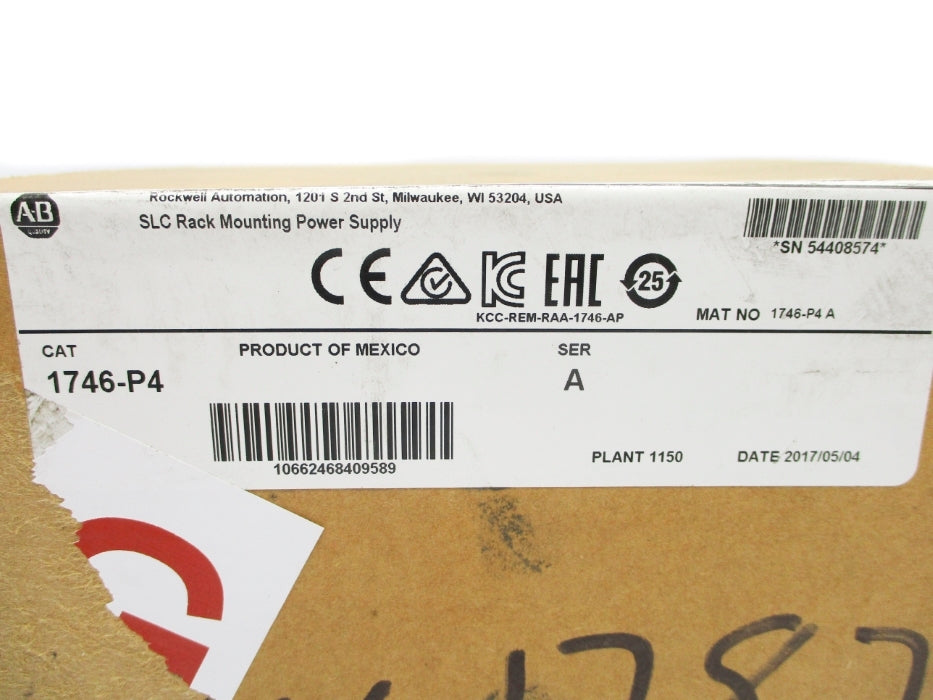 A-B
QUALITY
Rockwell Automation, 1201 S 2nd St, Milwaukee, WI 53204, USA
SLC Rack Mounting Power Supply
*SN 54408574*
CE
KC
EAC
25
KCC-REM-RAA-1746-AP
MAT NO 1746-P4 A
CAT
PRODUCT OF MEXICO
SER
1746-P4
A
10662468409589
PLANT 1150
DATE 2017/05/04